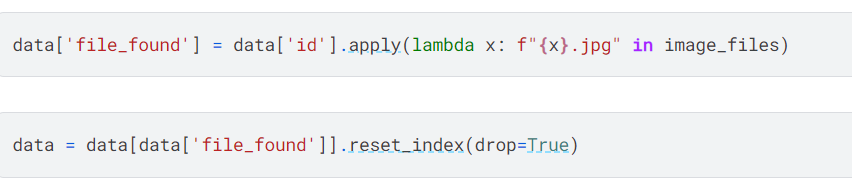 data['file_found'] = data['id'].apply(lambda x: f"{x}.jpg" in image_files)
data = data[data['file_found']].reset_index(drop=True)